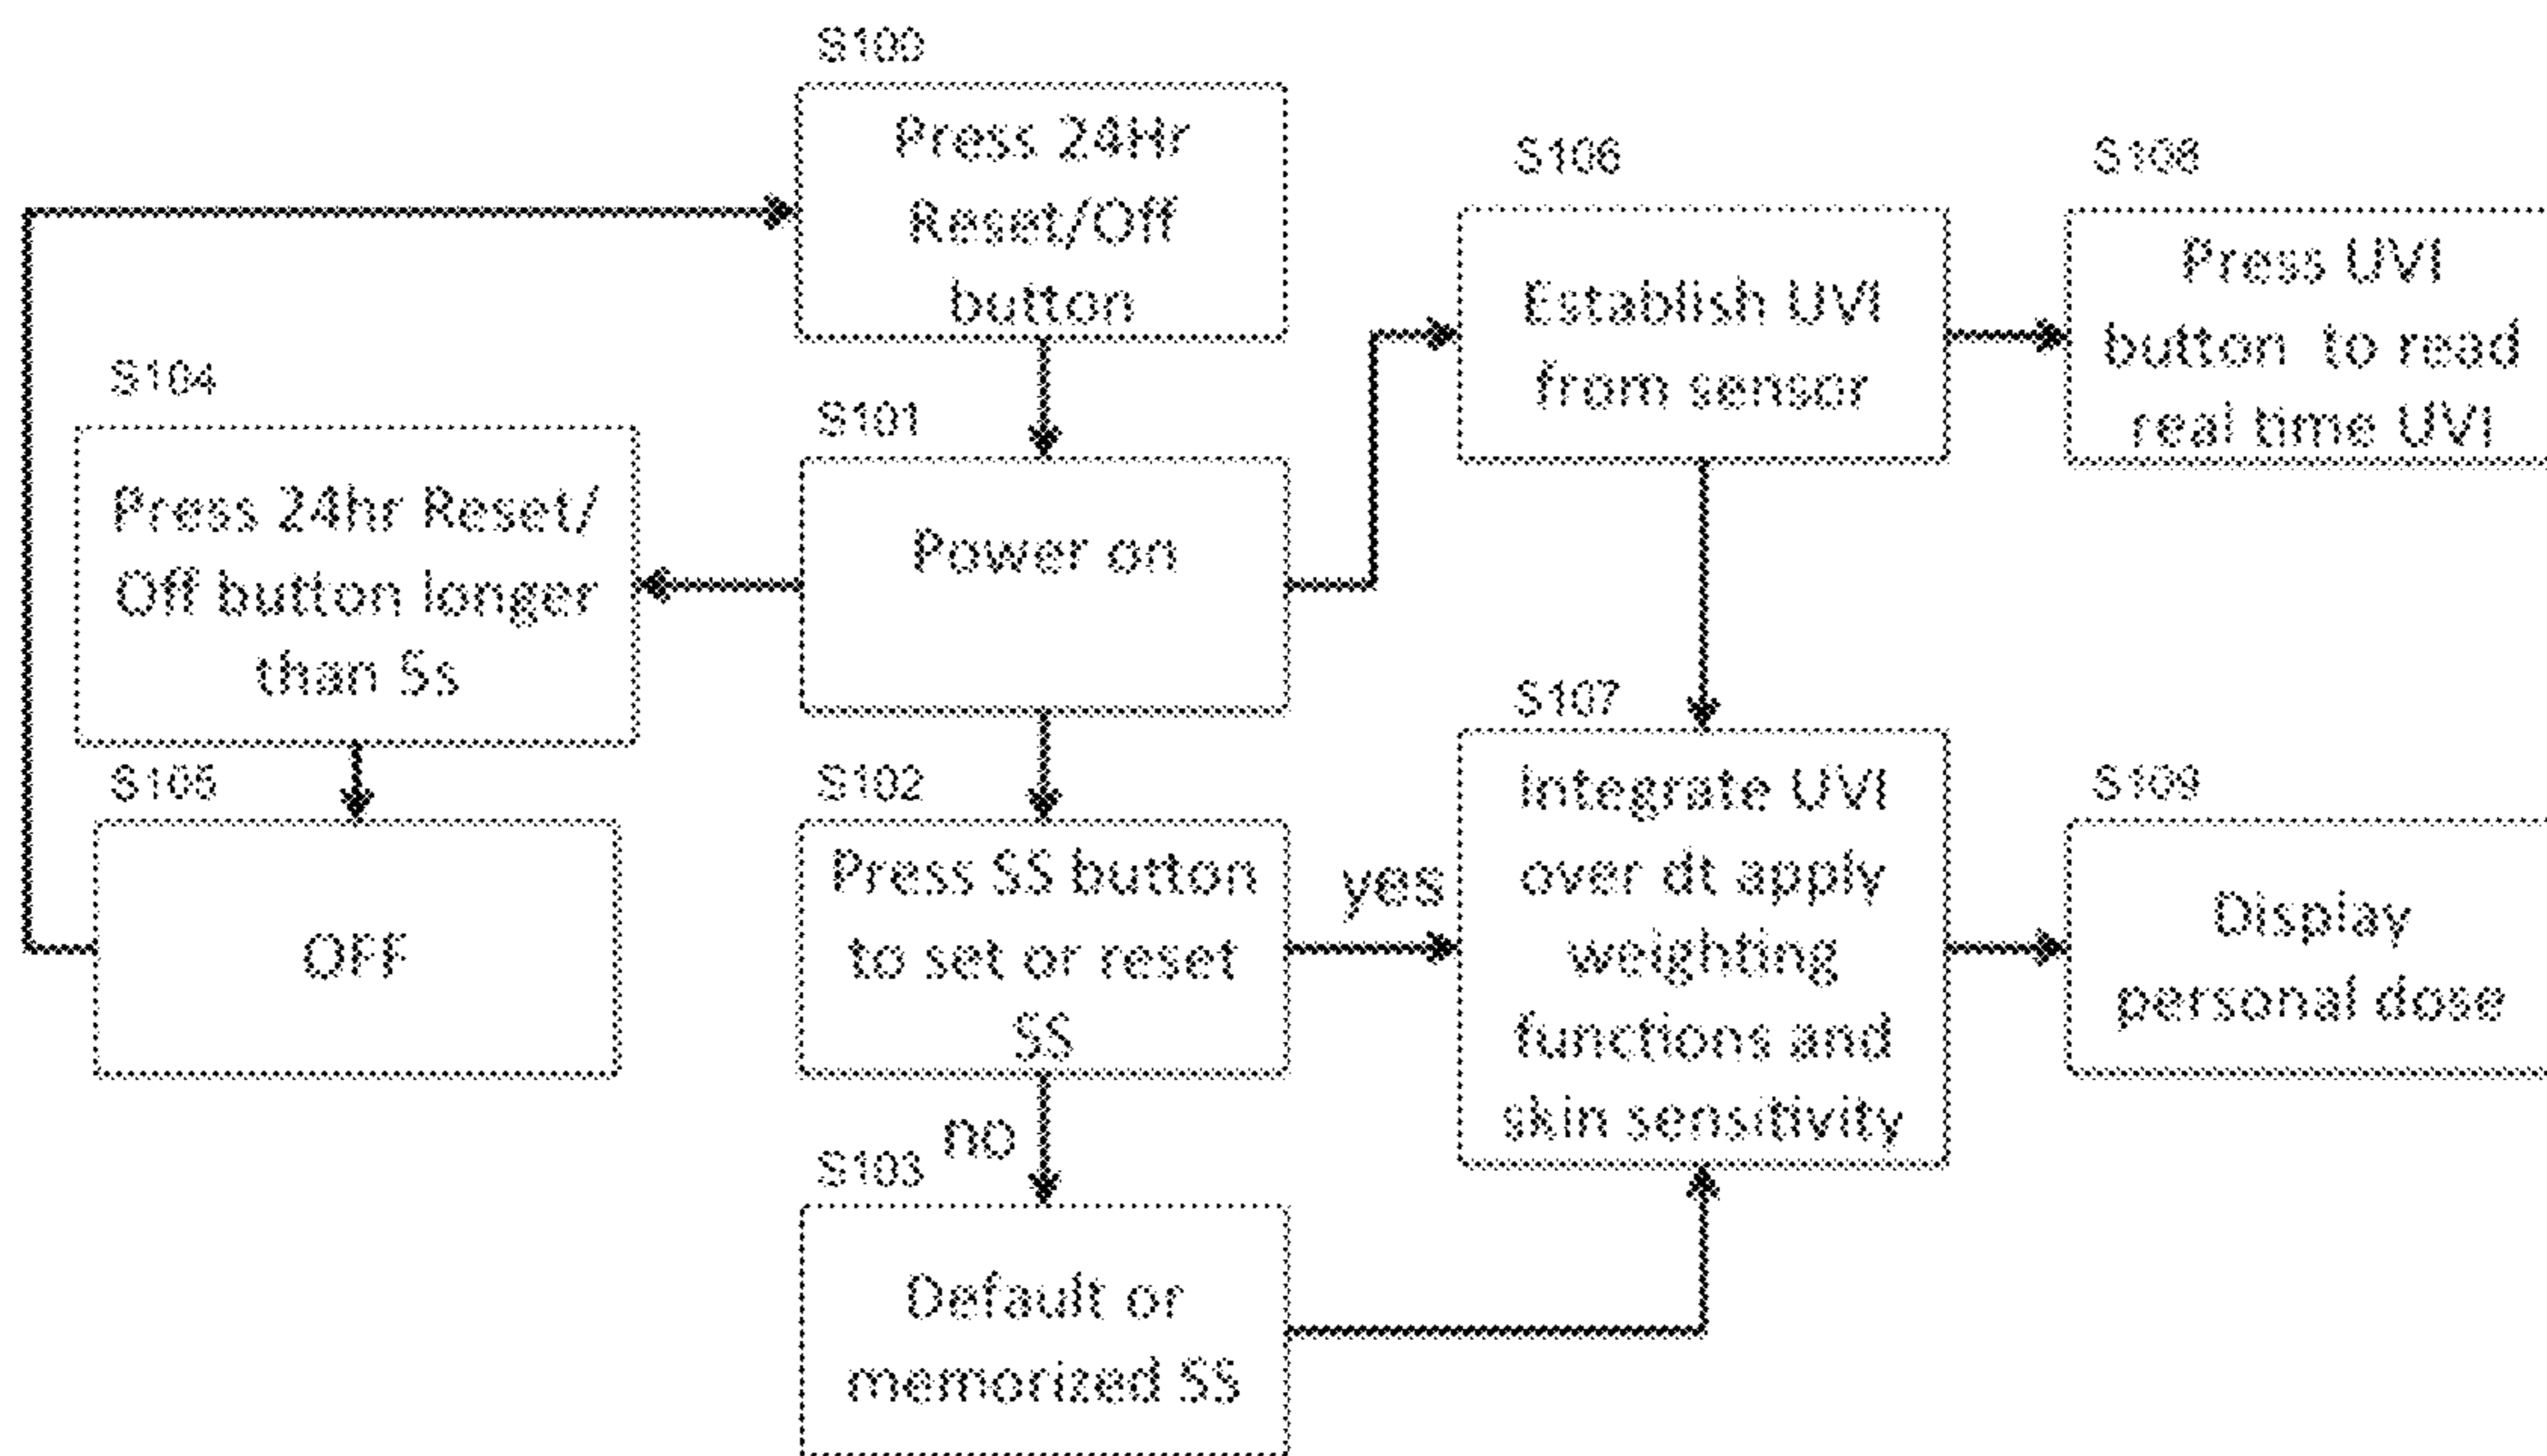 S100
Press 24Hr
Reset/Off
button
S101
Power on
S102
Press SS button
to set or reset
SS
yes
no
S103
Default or
memorized SS
S104
Press 24hr Reset/
Off button longer
than 5s
S105
OFF
S106
Establish UVI
from sensor
S107
Integrate UVI
over dt apply
weighting
functions and
skin sensitivity
S108
Press UVI
button to read
real time UVI
S109
Display
personal dose